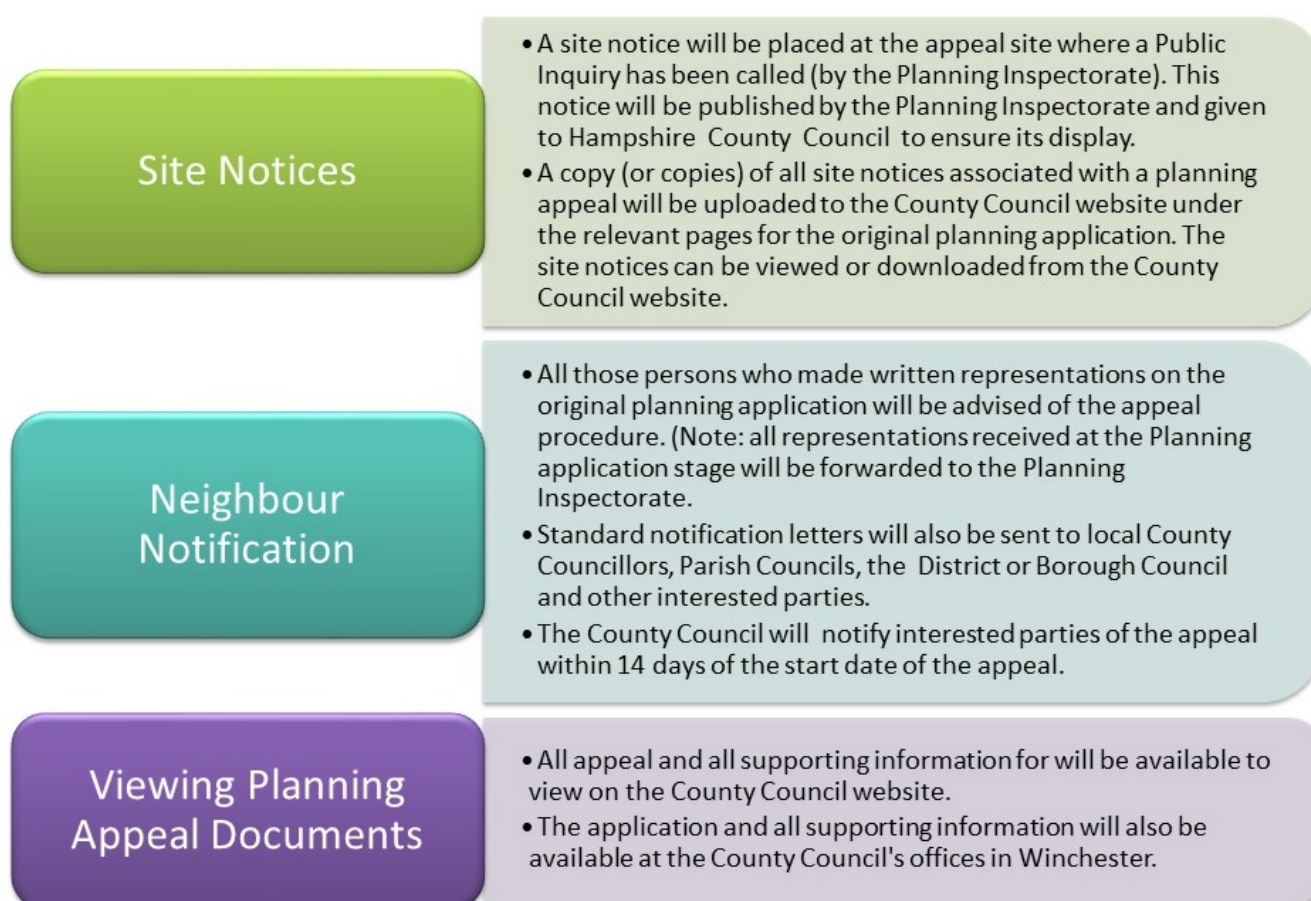 Site Notices
• A site notice will be placed at the appeal site where a Public
Inquiry has been called (by the Planning Inspectorate). This
notice will be published by the Planning Inspectorate and given
to Hampshire County Council to ensure its display.
• A copy (or copies) of all site notices associated with a planning
appeal will be uploaded to the County Council website under
the relevant pages for the original planning application. The
site notices can be viewed or downloaded from the County
Council website.
Neighbour
Notification
• All those persons who made written representations on the
original planning application will be advised of the appeal
procedure. (Note: all representations received at the Planning
application stage will be forwarded to the Planning
Inspectorate.
• Standard notification letters will also be sent to local County
Councillors, Parish Councils, the District or Borough Council
and other interested parties.
• The County Council will notify interested parties of the appeal
within 14 days of the start date of the appeal.
Viewing Planning
Appeal Documents
• All appeal and all supporting information for will be available to
view on the County Council website.
• The application and all supporting information will also be
available at the County Council's offices in Winchester.